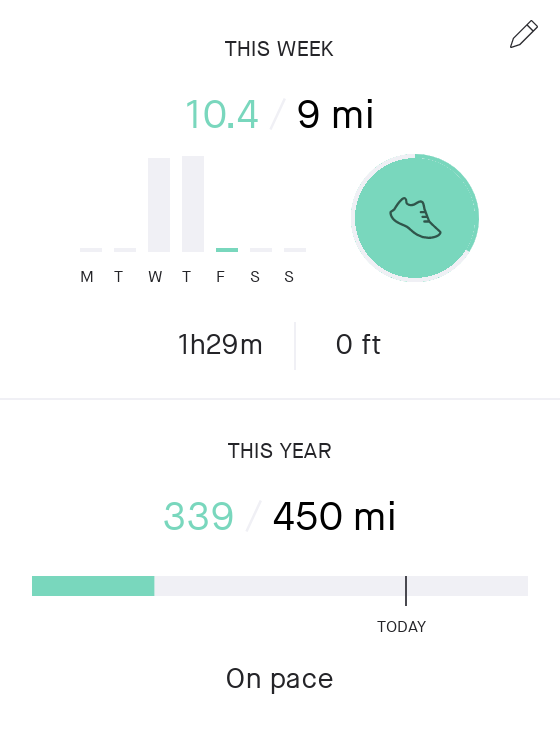 THIS WEEK
10.4 / 9 mi
M T W T F S S
1h29m 0 ft
THIS YEAR
339 / 450 mi
TODAY
On pace